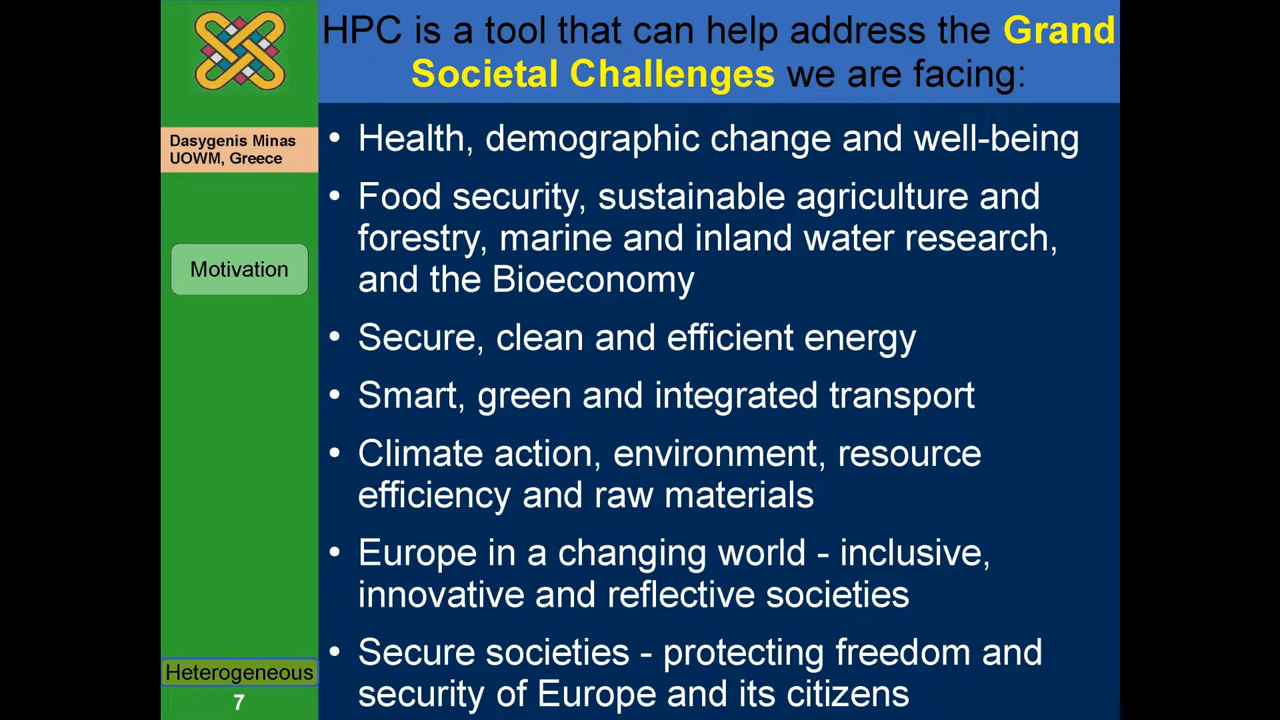 HPC is a tool that can help address the Grand
Societal Challenges we are facing:
Dasygenis Minas
UOWM, Greece
Motivation
• Health, demographic change and well-being
• Food security, sustainable agriculture and
forestry, marine and inland water research,
and the Bioeconomy
• Secure, clean and efficient energy
• Smart, green and integrated transport
• Climate action, environment, resource
efficiency and raw materials
• Europe in a changing world - inclusive,
innovative and reflective societies
• Secure societies - protecting freedom and
security of Europe and its citizens
Heterogeneous
7